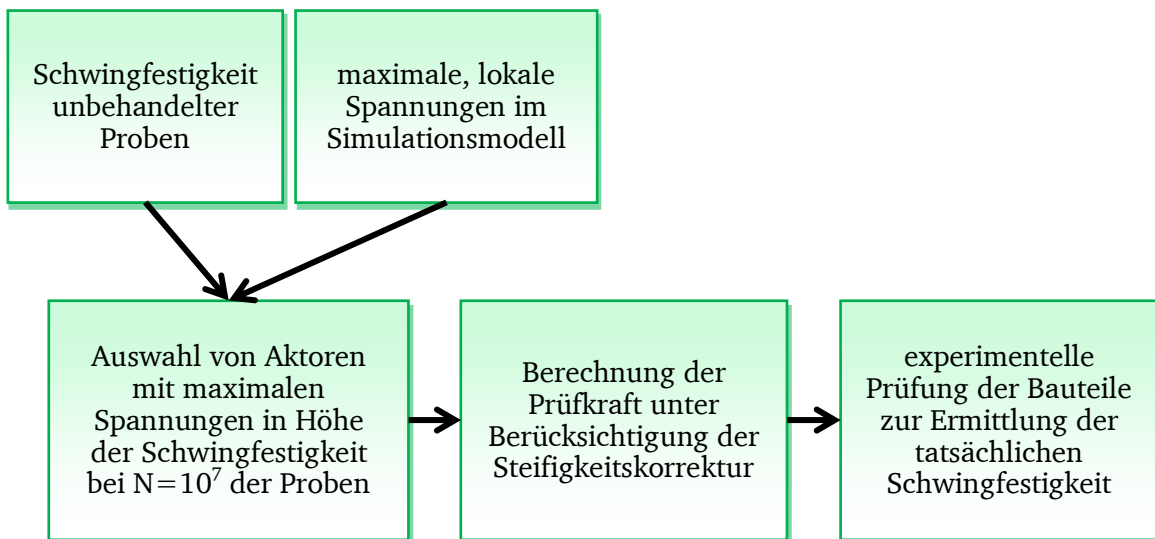 Schwingfestigkeit
unbehandelter
Proben
maximale, lokale
Spannungen im
Simulationsmodell
Auswahl von Aktoren
mit maximalen
Spannungen in Höhe
der Schwingfestigkeit
bei N=10⁷ der Proben
Berechnung der
Prüfkraft unter
Berücksichtigung der
Steifigkeitskorrektur
experimentelle
Prüfung der Bauteile
zur Ermittlung der
tatsächlichen
Schwingfestigkeit